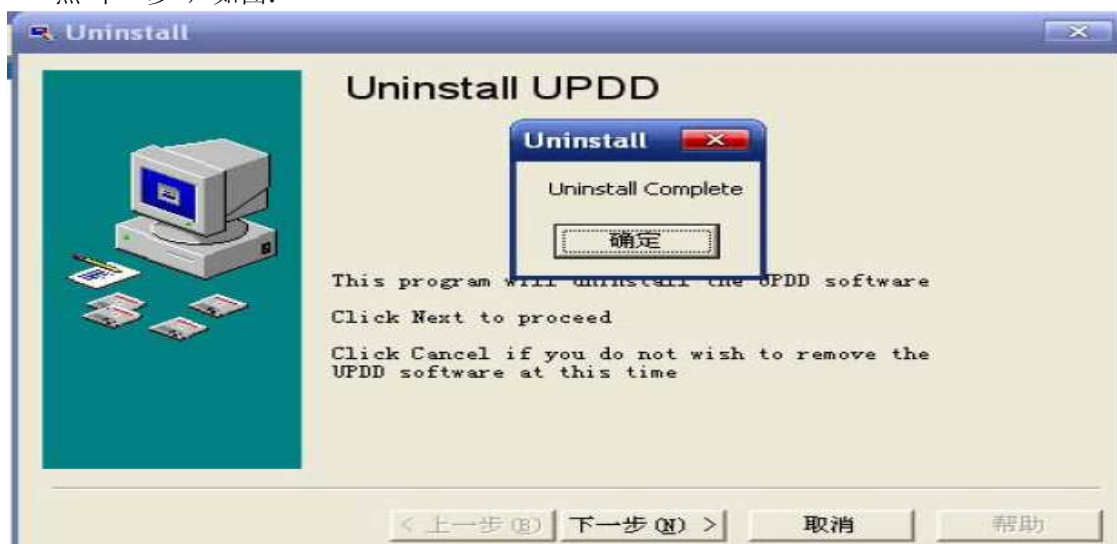 Uninstall
Uninstall UPDD
Uninstall
Uninstall Complete
确定
This program will uninstall the UPDD software
Click Next to proceed
Click Cancel if you do not wish to remove the
UPDD software at this time
< 上一步(B) 下一步(N) > 取消 帮助